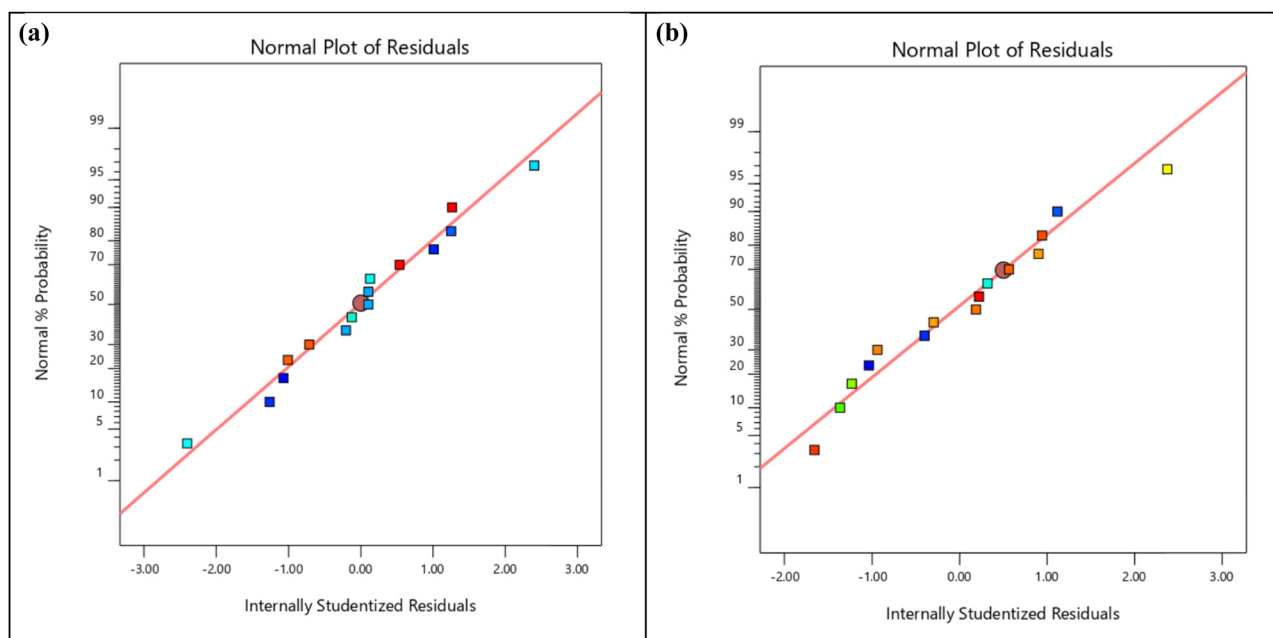 (a)
Normal Plot of Residuals
Normal % Probability
99
95
90
80
70
50
30
20
10
5
1
-3.00 -2.00 -1.00 0.00 1.00 2.00 3.00
Internally Studentized Residuals
(b)
Normal Plot of Residuals
Normal % Probability
99
95
90
80
70
50
30
20
10
5
1
-2.00 -1.00 0.00 1.00 2.00 3.00
Internally Studentized Residuals